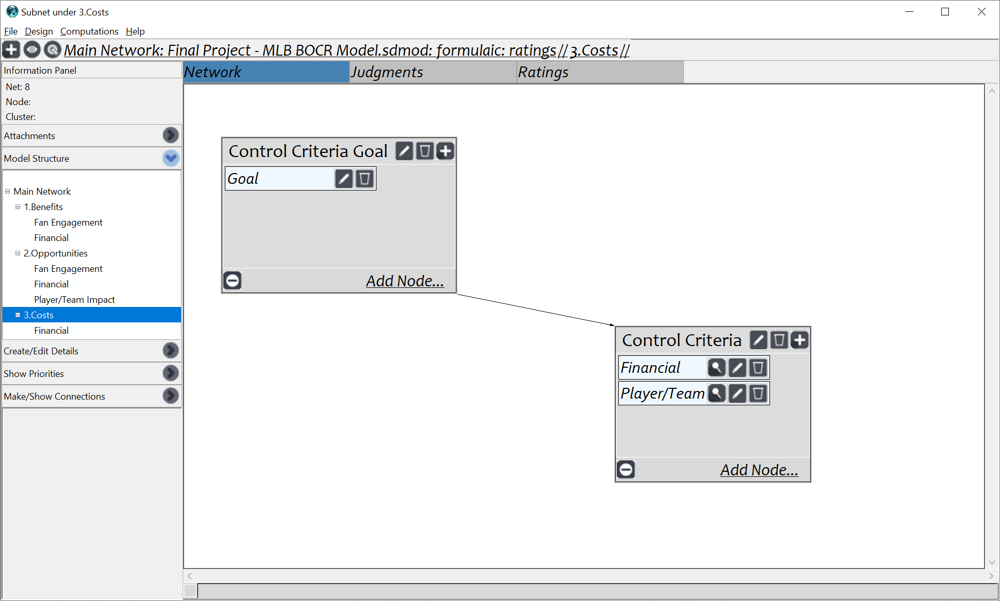 Subnet under 3.Costs
File Design Computations Help
Main Network: Final Project - MLB BOCR Model.sdmod: formulaic: ratings// 3.Costs//
Information Panel
Net: 8
Node:
Cluster:
Attachments
Model Structure
Main Network
1.Benefits
Fan Engagement
Financial
2.Opportunities
Fan Engagement
Financial
Player/Team Impact
3.Costs
Financial
Create/Edit Details
Show Priorities
Make/Show Connections
Network Judgments Ratings
Control Criteria Goal
Goal
Add Node...
Control Criteria
Financial
Player/Team
Add Node...